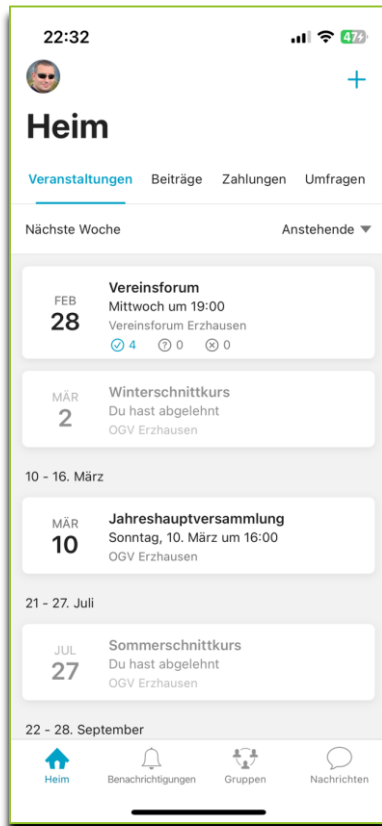 22:32
47
Heim
Veranstaltungen Beiträge Zahlungen Umfragen
Nächste Woche Anstehende
FEB
28
Vereinsforum
Mittwoch um 19:00
Vereinsforum Erzhausen
4 0 0
MÄR
2
Winterschnittkurs
Du hast abgelehnt
OGV Erzhausen
10 - 16. März
MÄR
10
Jahreshauptversammlung
Sonntag, 10. März um 16:00
OGV Erzhausen
21 - 27. Juli
JUL
27
Sommerschnittkurs
Du hast abgelehnt
OGV Erzhausen
22 - 28. September
Heim Benachrichtigungen Gruppen Nachrichten